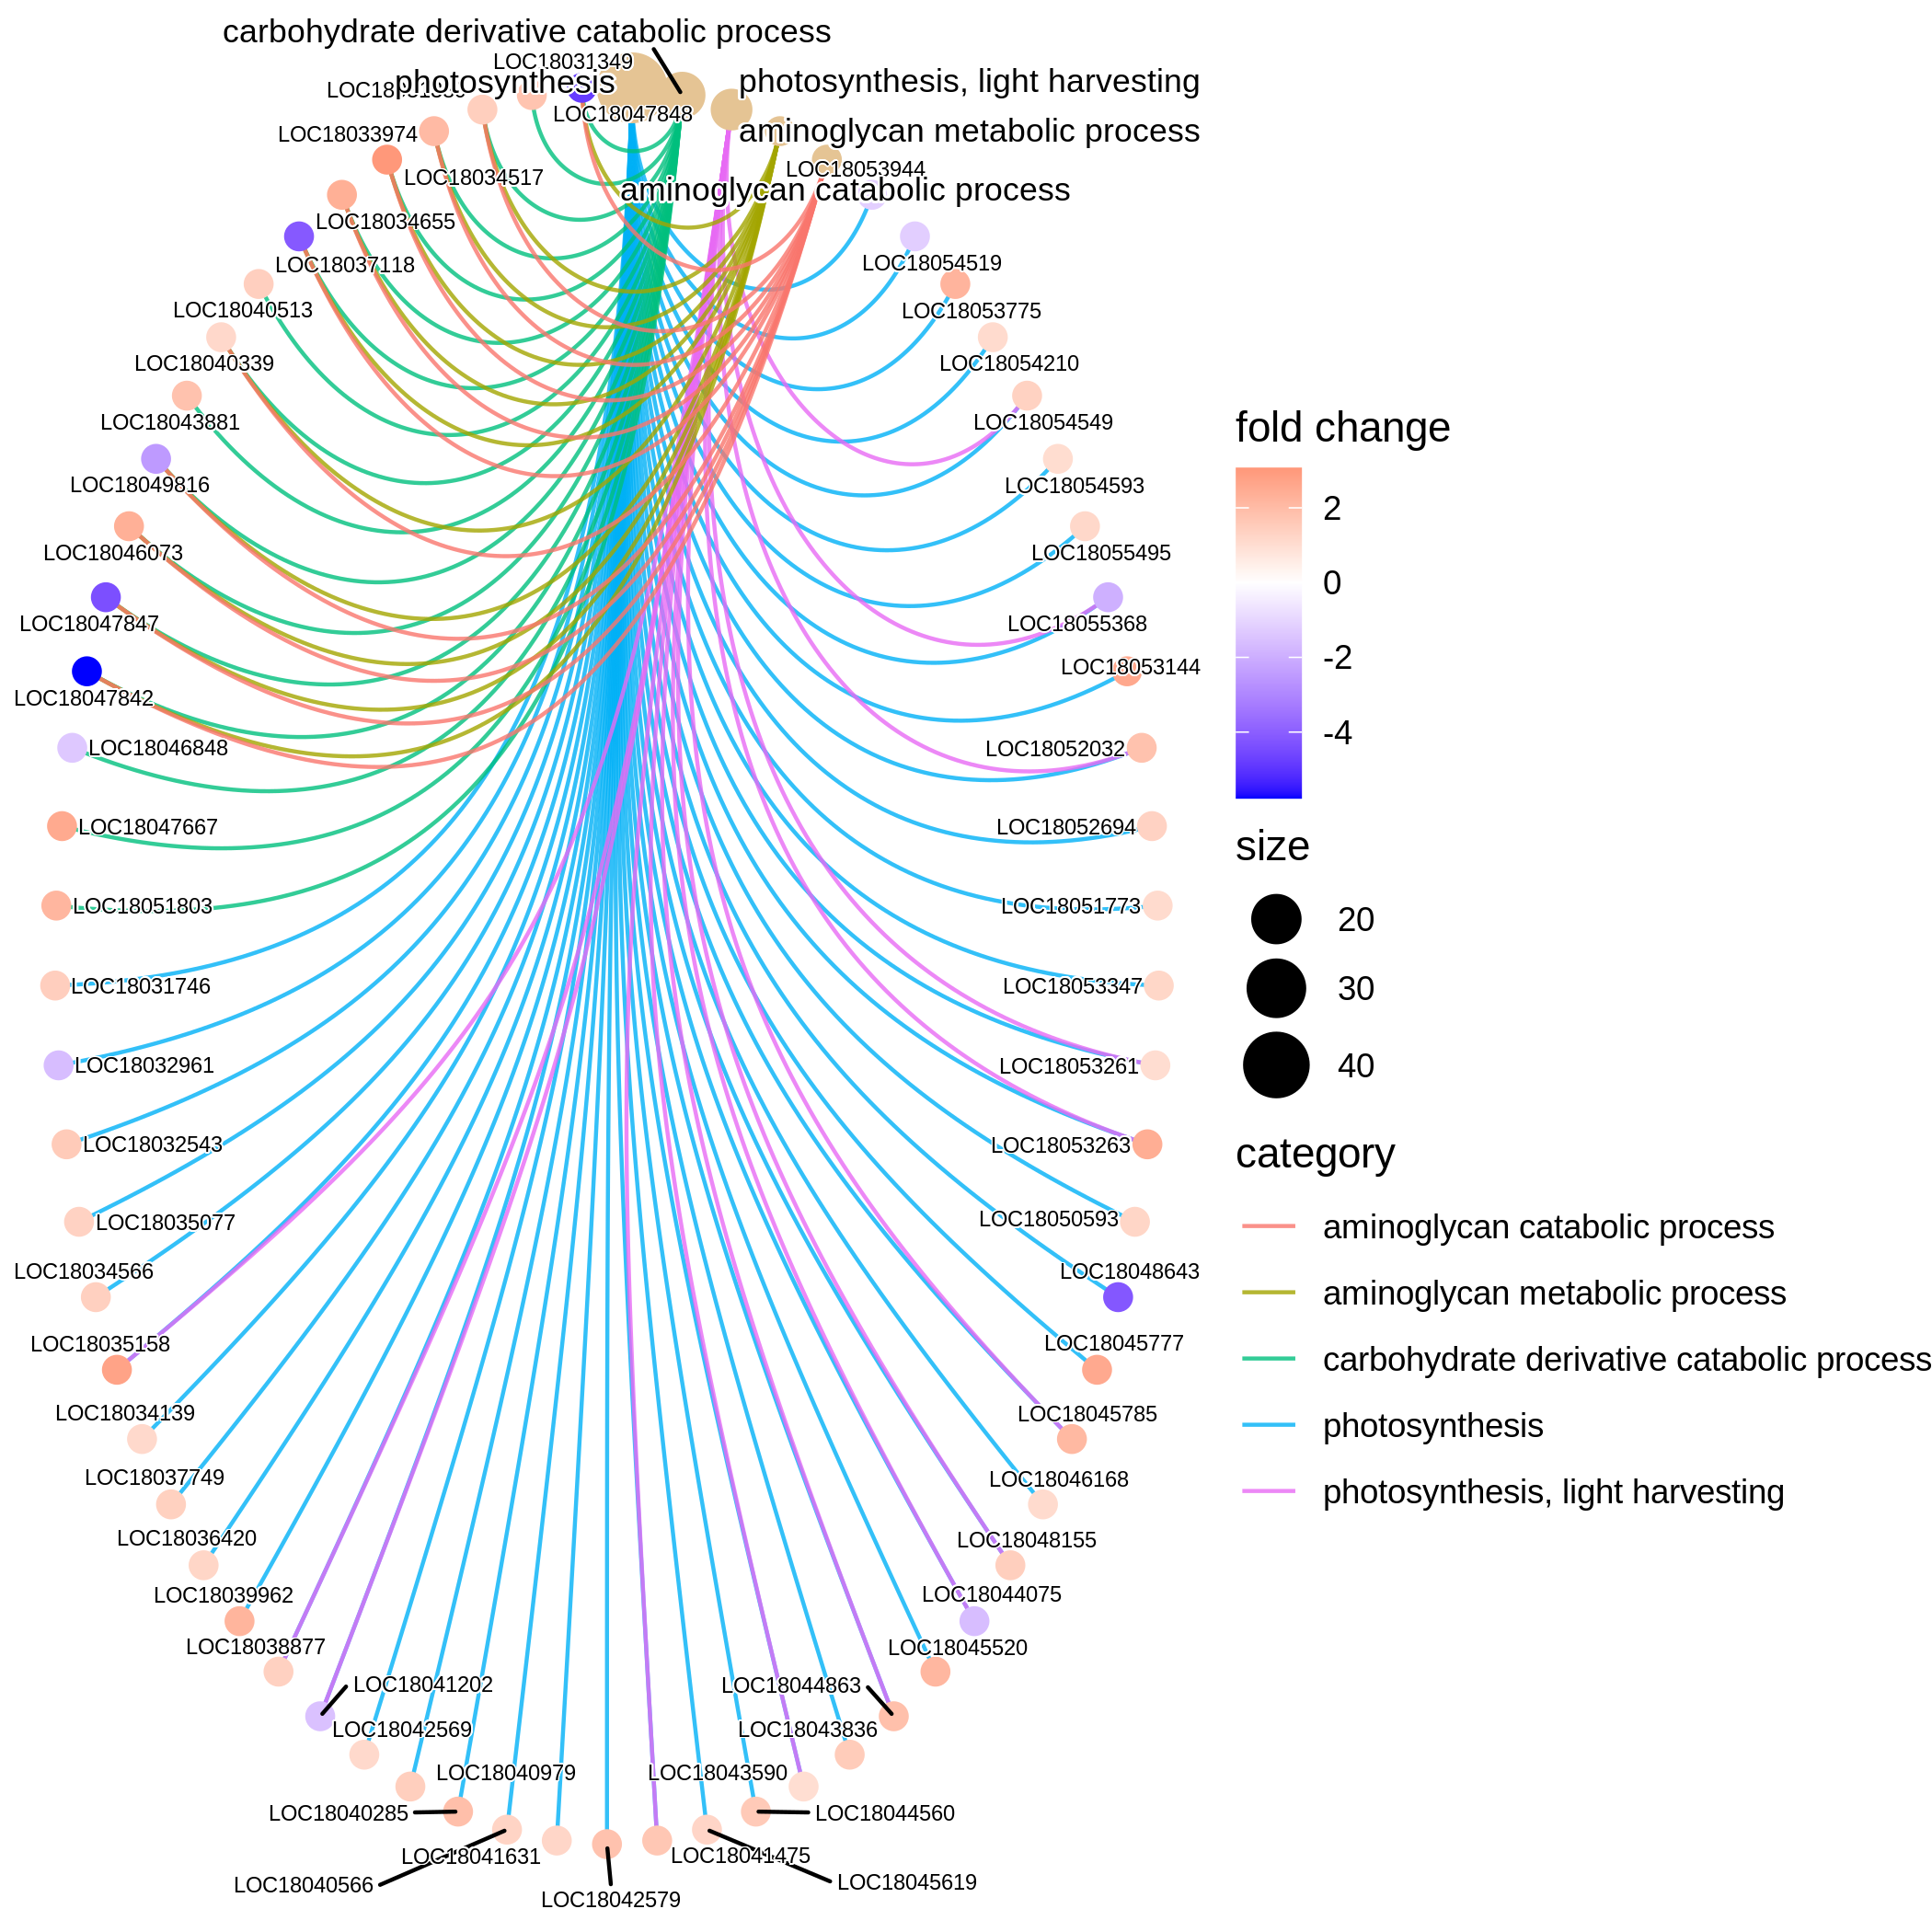 carbohydrate derivative catabolic process
LOC18031349
photosynthesis
photosynthesis, light harvesting
LOC18047848
aminoglycan metabolic process
LOC18033974
LOC18053944
LOC18034517
aminoglycan catabolic process
LOC18034655
LOC18037118
LOC18054519
LOC18040513
LOC18053775
LOC18040339
LOC18054210
LOC18043881
LOC18054549
LOC18049816
LOC18054593
LOC18046073
LOC18055495
LOC18047847
LOC18055368
LOC18053144
LOC18047842
LOC18046848
LOC18052032
LOC18047667
LOC18052694
LOC18051803
LOC18051773
LOC18031746
LOC18053347
LOC18032961
LOC18053261
LOC18032543
LOC18053263
LOC18035077
LOC18050593
LOC18034566
LOC18048643
LOC18035158
LOC18045777
LOC18034139
LOC18045785
LOC18037749
LOC18046168
LOC18036420
LOC18048155
LOC18039962
LOC18044075
LOC18038877
LOC18045520
LOC18041202
LOC18044863
LOC18042569
LOC18043836
LOC18040979
LOC18043590
LOC18040285
LOC18044560
LOC18041631
LOC18041475
LOC18040566
LOC18045619
LOC18042579
fold change
2
0
-2
-4
size
20
30
40
category
aminoglycan catabolic process
aminoglycan metabolic process
carbohydrate derivative catabolic process
photosynthesis
photosynthesis, light harvesting